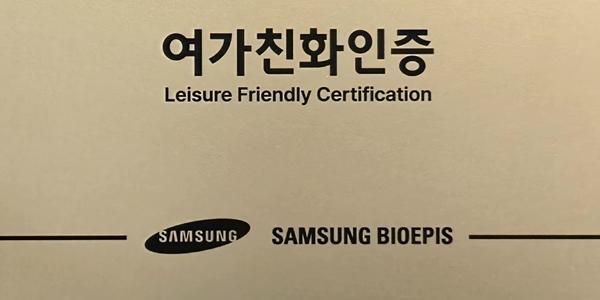 여가친화인증
Leisure Friendly Certification
SAMSUNG SAMSUNG BIOEPIS